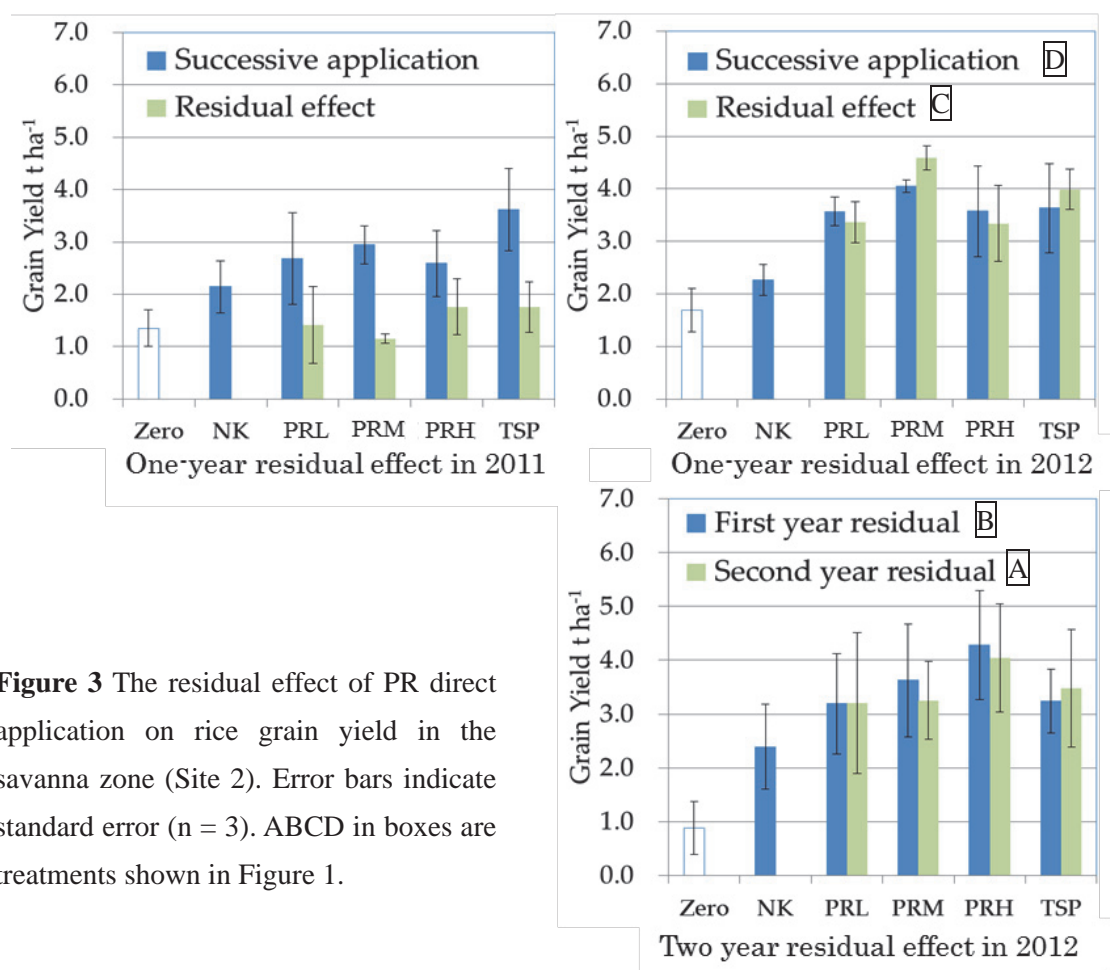 7.0
6.0
5.0
4.0
3.0
2.0
1.0
0.0
Grain Yield t ha-1
Successive application
Residual effect
Zero NK PRL PRM PRH TSP
One-year residual effect in 2011
7.0
6.0
5.0
4.0
3.0
2.0
1.0
0.0
Grain Yield t ha-1
Successive application D
Residual effect C
Zero NK PRL PRM PRH TSP
One-year residual effect in 2012
7.0
6.0
5.0
4.0
3.0
2.0
1.0
0.0
Grain Yield t ha-1
First year residual B
Second year residual A
Zero NK PRL PRM PRH TSP
Two year residual effect in 2012
Figure 3 The residual effect of PR direct
application on rice grain yield in the
savanna zone (Site 2). Error bars indicate
standard error (n = 3). ABCD in boxes are
treatments shown in Figure 1.